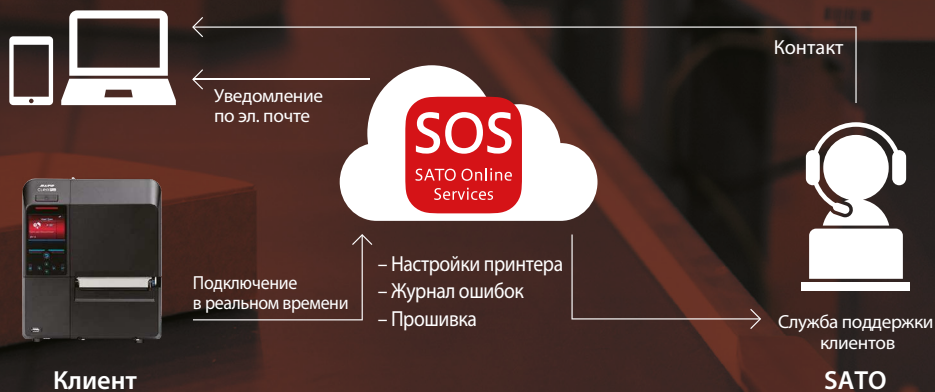 Контакт
Уведомление
по эл. почте
SOS
SATO Online
Services
Подключение
в реальном времени
– Настройки принтера
– Журнал ошибок
– Прошивка
Служба поддержки
клиентов
Клиент
SATO